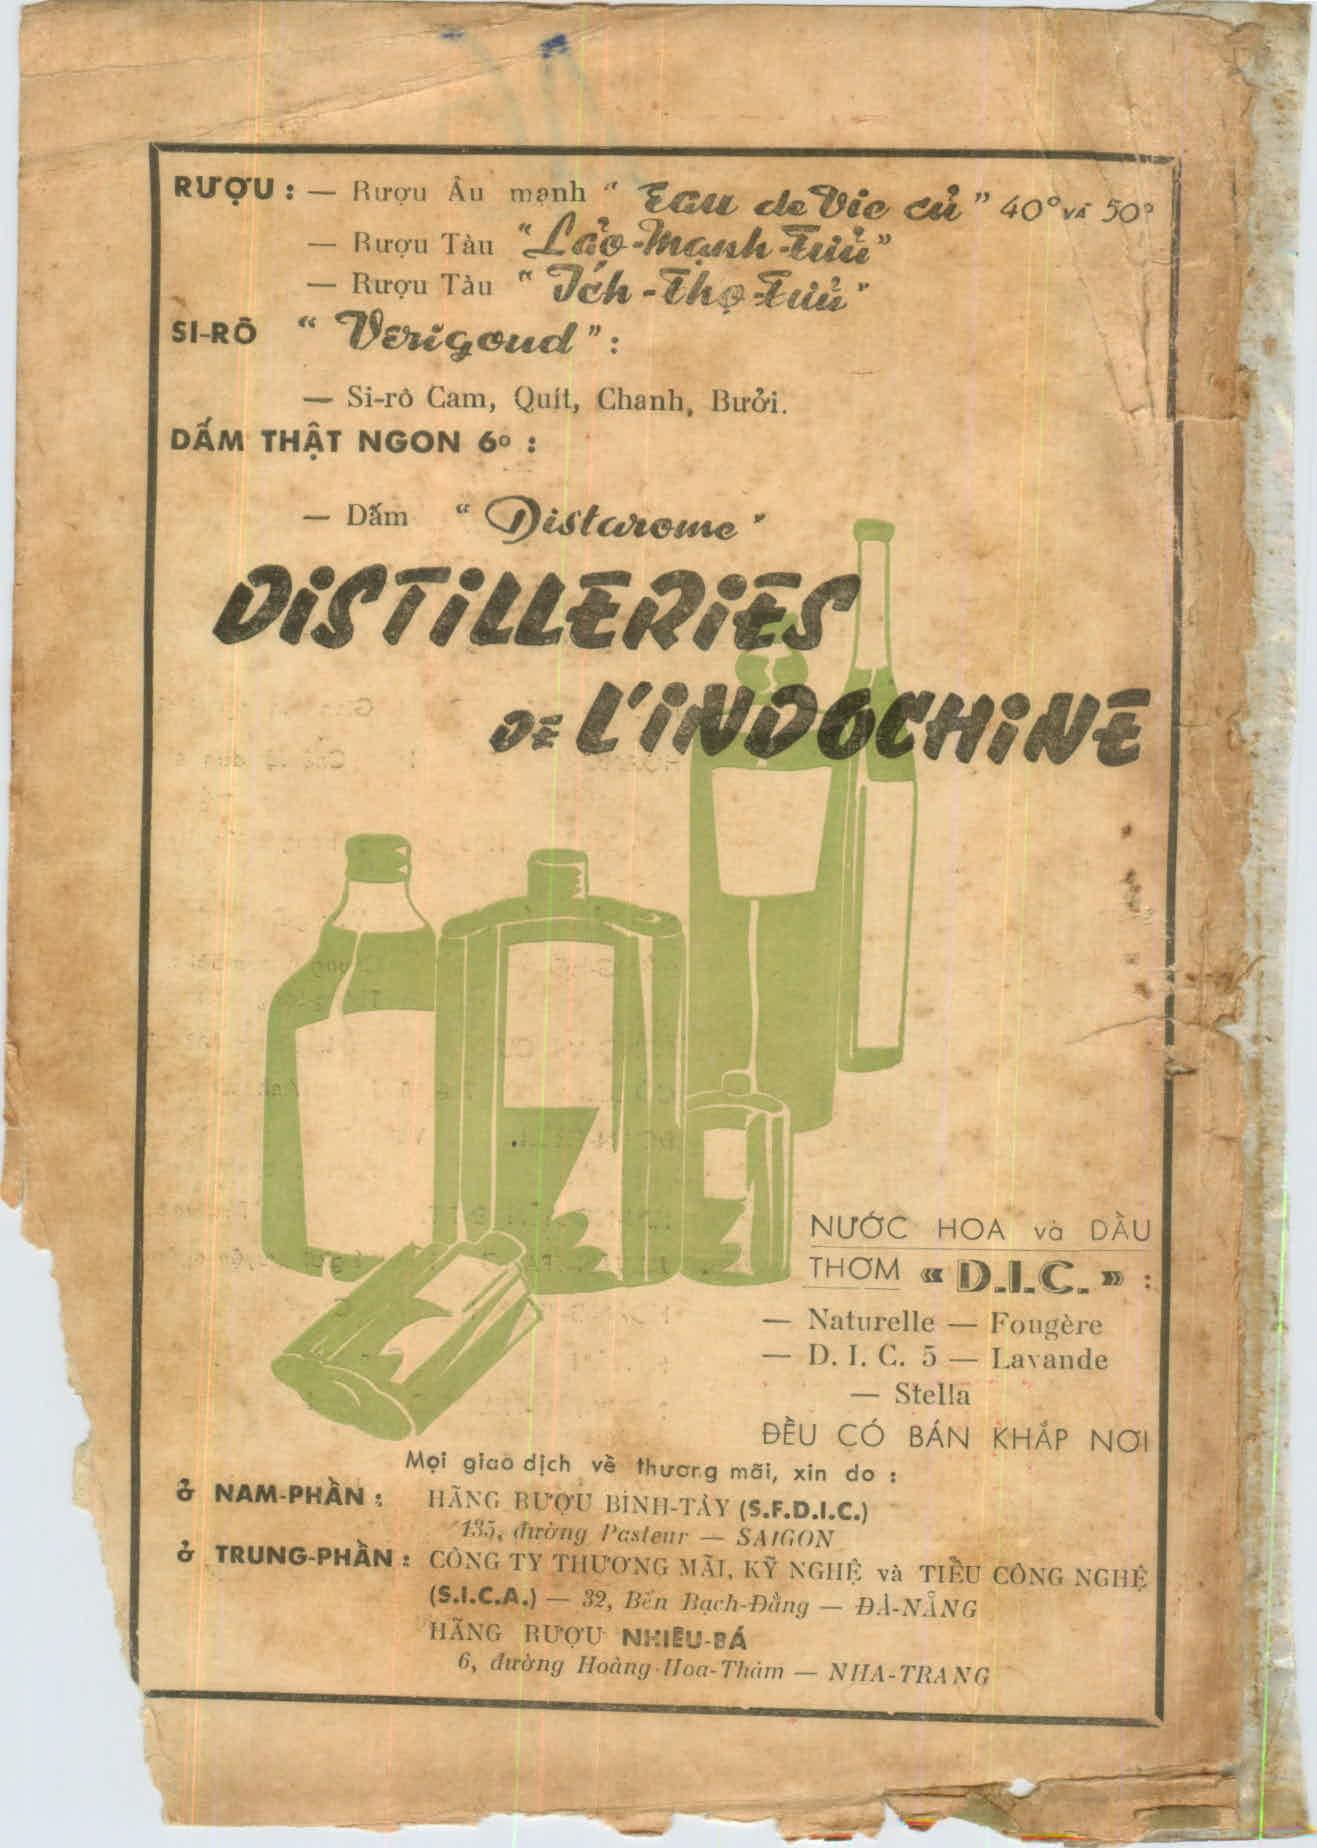 RƯỢU : — Rượu Âu mạnh “ Eau de Vie củ ” 40° và 50°
— Rượu Tàu “Lảo-Mạnh-Tưủ”
— Rượu Tàu “ Ích-Thọ-Tưủ”
SI-RÔ “ Verigoud ” :
— Si-rô Cam, Quít, Chanh, Bưởi.
DẤM THẬT NGON 6° :
— Dấm “ Distarome ”
DISTILLERIES
DE L'INDOCHINE
NƯỚC HOA và DẦU
THƠM « D.I.C. » :
— Naturelle — Fougère
— D. I. C. 5 — Lavande
— Stella
ĐỀU CÓ BÁN KHẮP NƠI
Mọi giao dịch về thương mãi, xin do :
ở NAM-PHẦN : HÃNG RƯỢU BÌNH-TÂY (S.F.D.I.C.)
135, đường Pasteur — SAIGON
ở TRUNG-PHẦN : CÔNG TY THƯƠNG MÃI, KỸ NGHỆ và TIỂU CÔNG NGHỆ
(S.I.C.A.) — 32, Bến Bạch-Đằng — ĐÀ-NẴNG
HÃNG RƯỢU NHIÊU-BÁ
6, đường Hoàng-Hoa-Thám — NHA-TRANG